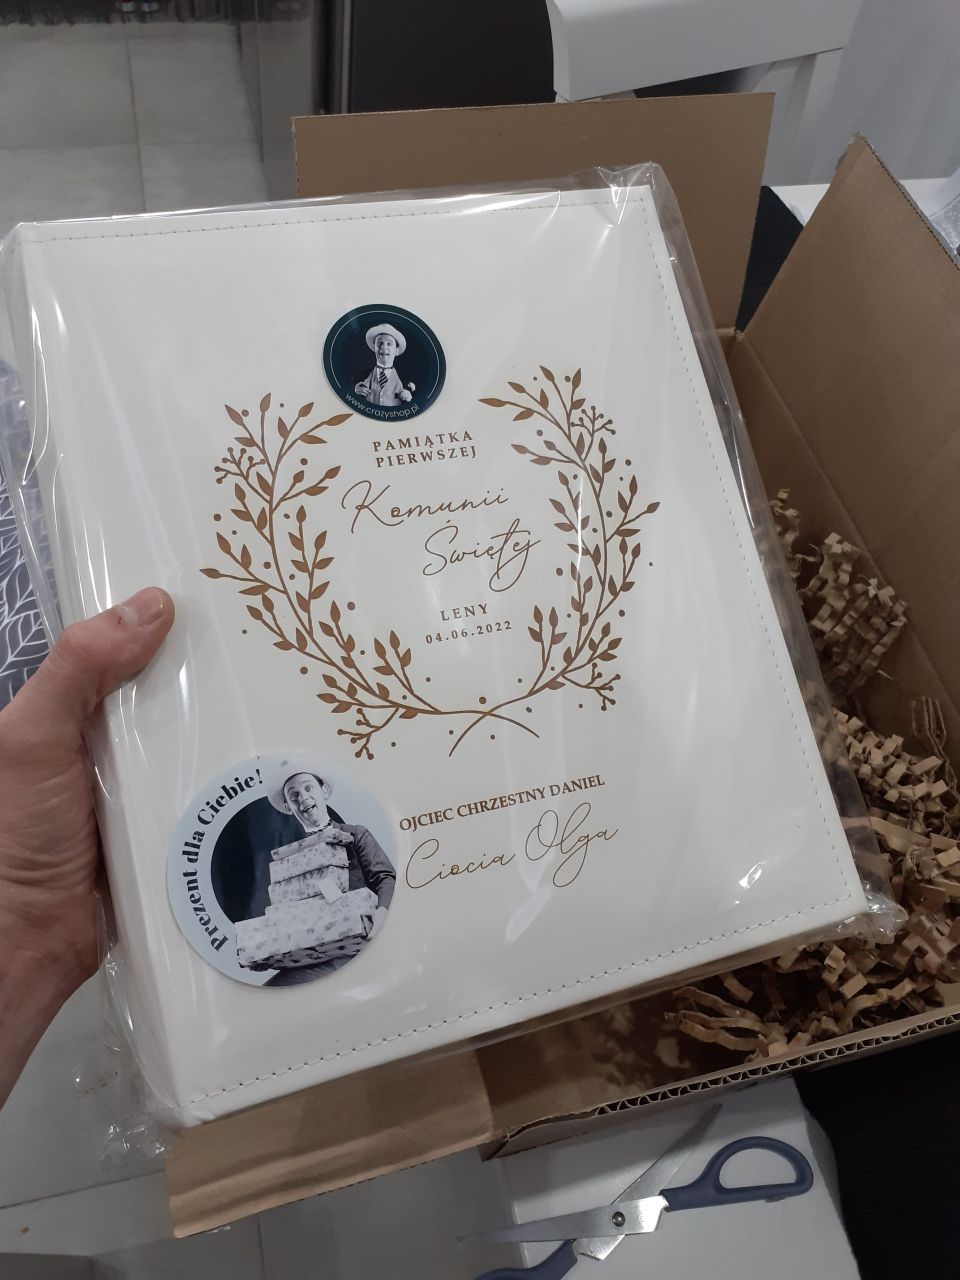 www.crazyshop.pl
PAMIĄTKA
PIERWSZEJ
Komunii
Świętej
LENY
04.06.2022
OJCIEC CHRZESTNY DANIEL
Ciocia Olga
Prezent dla Ciebie!